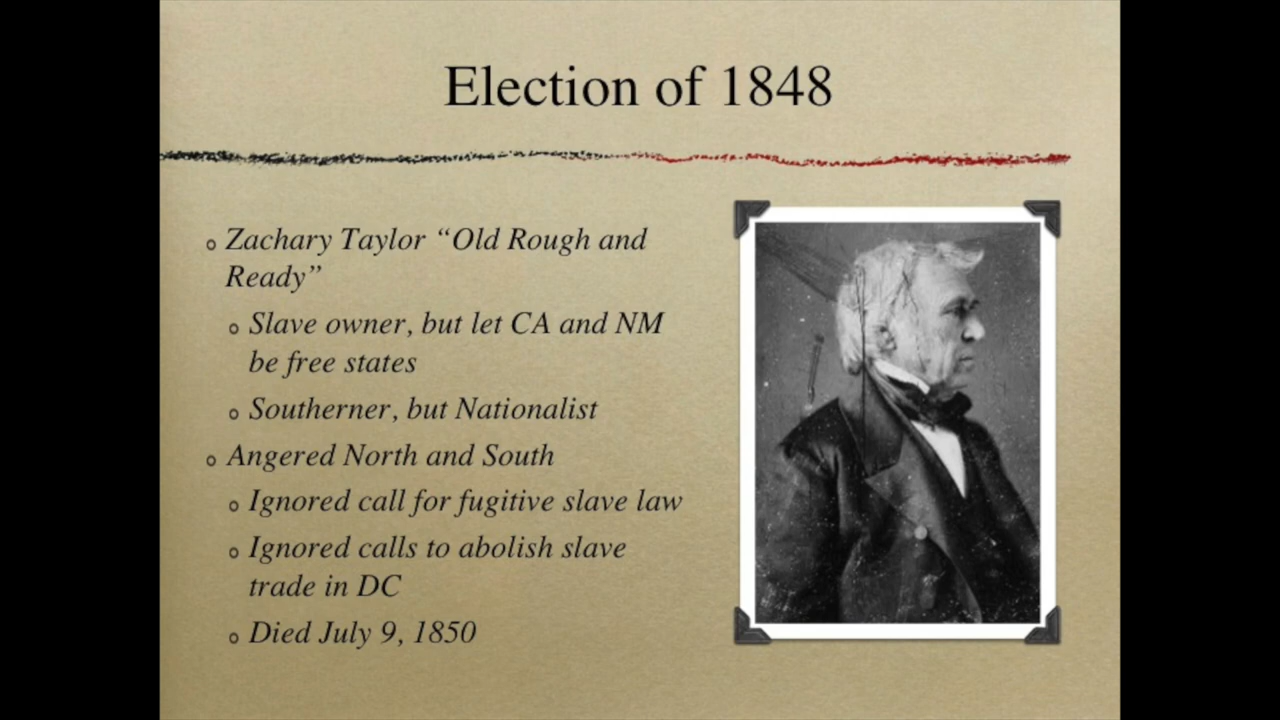 Election of 1848
Zachary Taylor “Old Rough and
Ready”
Slave owner, but let CA and NM
be free states
Southerner, but Nationalist
Angered North and South
Ignored call for fugitive slave law
Ignored calls to abolish slave
trade in DC
Died July 9, 1850